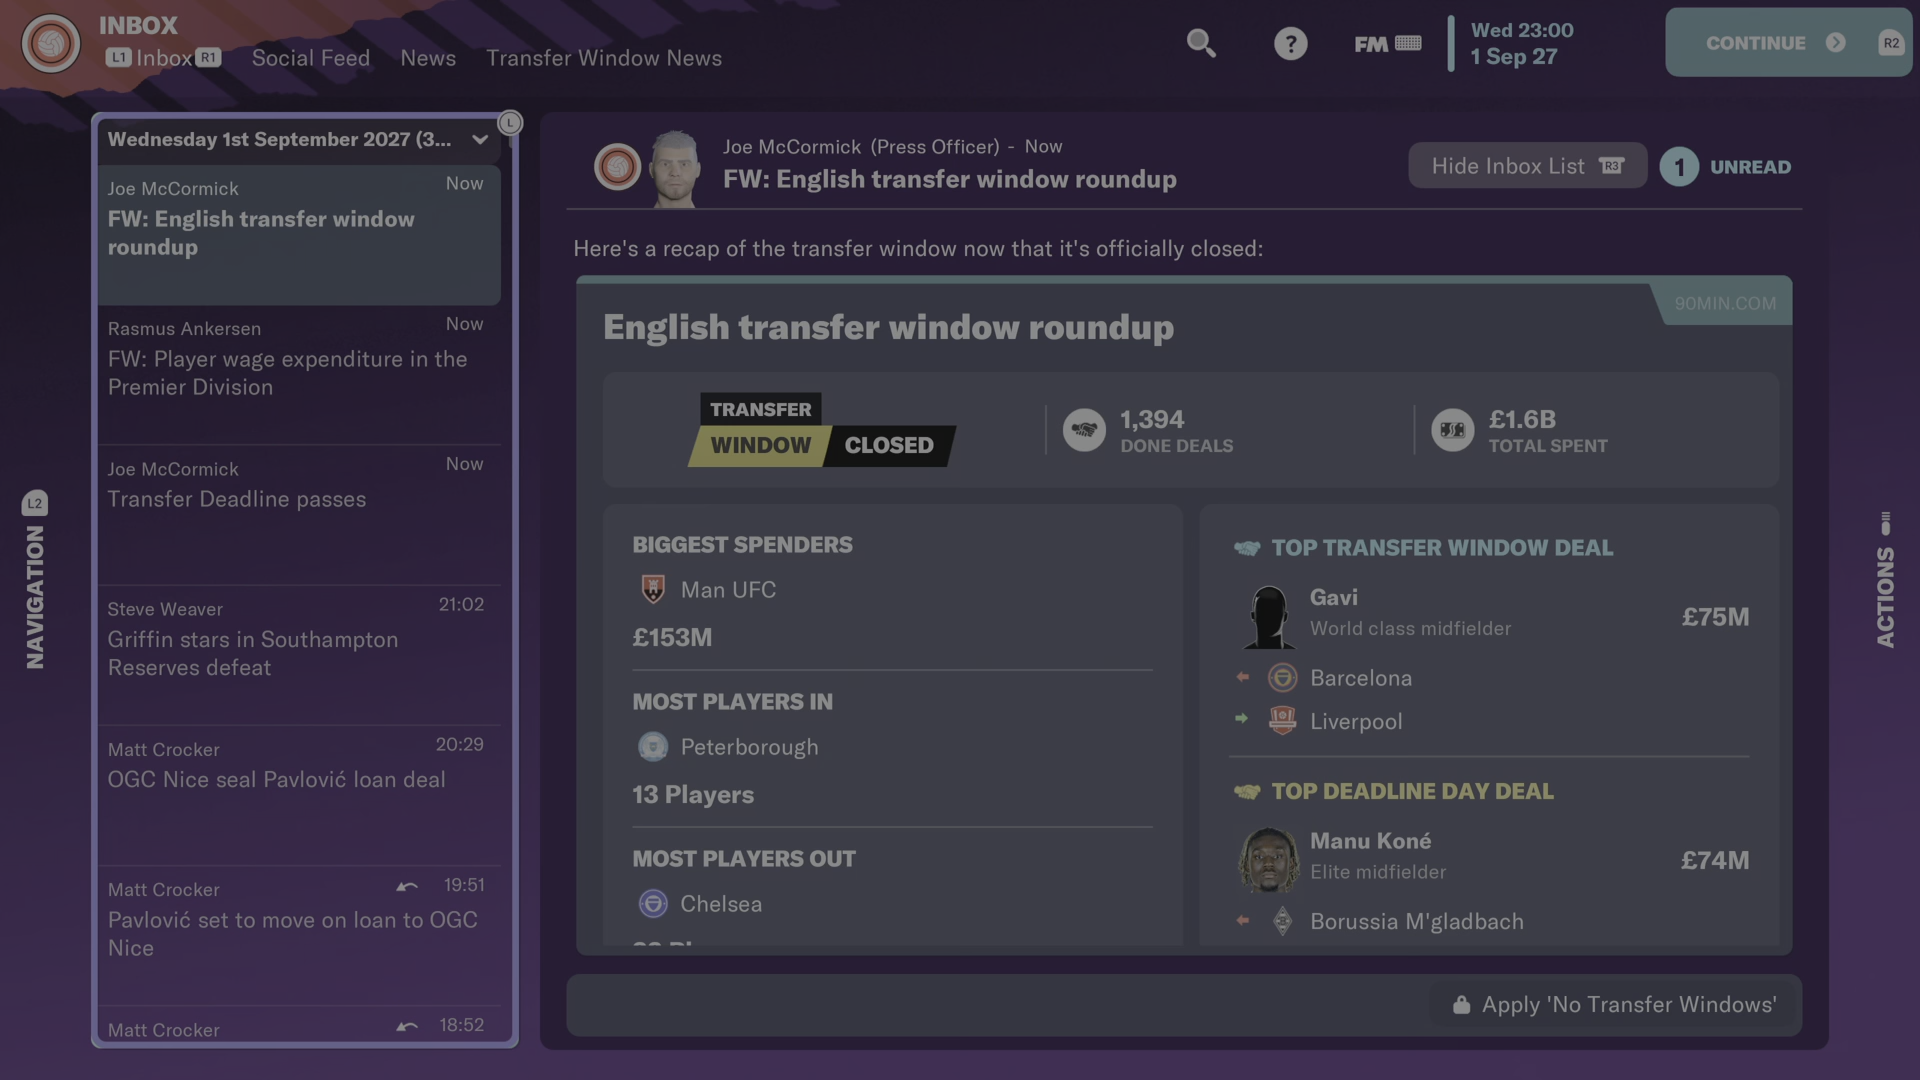 INBOX
L1 Inbox R1 Social Feed News Transfer Window News
FM
Wed 23:00
1 Sep 27
CONTINUE R2
L
Wednesday 1st September 2027 (3...
Joe McCormick Now
FW: English transfer window
roundup
Rasmus Ankersen Now
FW: Player wage expenditure in the
Premier Division
Joe McCormick Now
Transfer Deadline passes
Steve Weaver 21:02
Griffin stars in Southampton
Reserves defeat
Matt Crocker 20:29
OGC Nice seal Pavlović loan deal
Matt Crocker 19:51
Pavlović set to move on loan to OGC
Nice
Matt Crocker 18:52
L2
NAVIGATION
Joe McCormick (Press Officer) - Now
FW: English transfer window roundup
Hide Inbox List R3
1 UNREAD
Here's a recap of the transfer window now that it's officially closed:
90MIN.COM
English transfer window roundup
TRANSFER
WINDOW CLOSED
1,394
DONE DEALS
£1.6B
TOTAL SPENT
BIGGEST SPENDERS
Man UFC
£153M
MOST PLAYERS IN
Peterborough
13 Players
MOST PLAYERS OUT
Chelsea
TOP TRANSFER WINDOW DEAL
Gavi
World class midfielder
£75M
Barcelona
Liverpool
TOP DEADLINE DAY DEAL
Manu Koné
Elite midfielder
£74M
Borussia M'gladbach
Apply 'No Transfer Windows'
ACTIONS